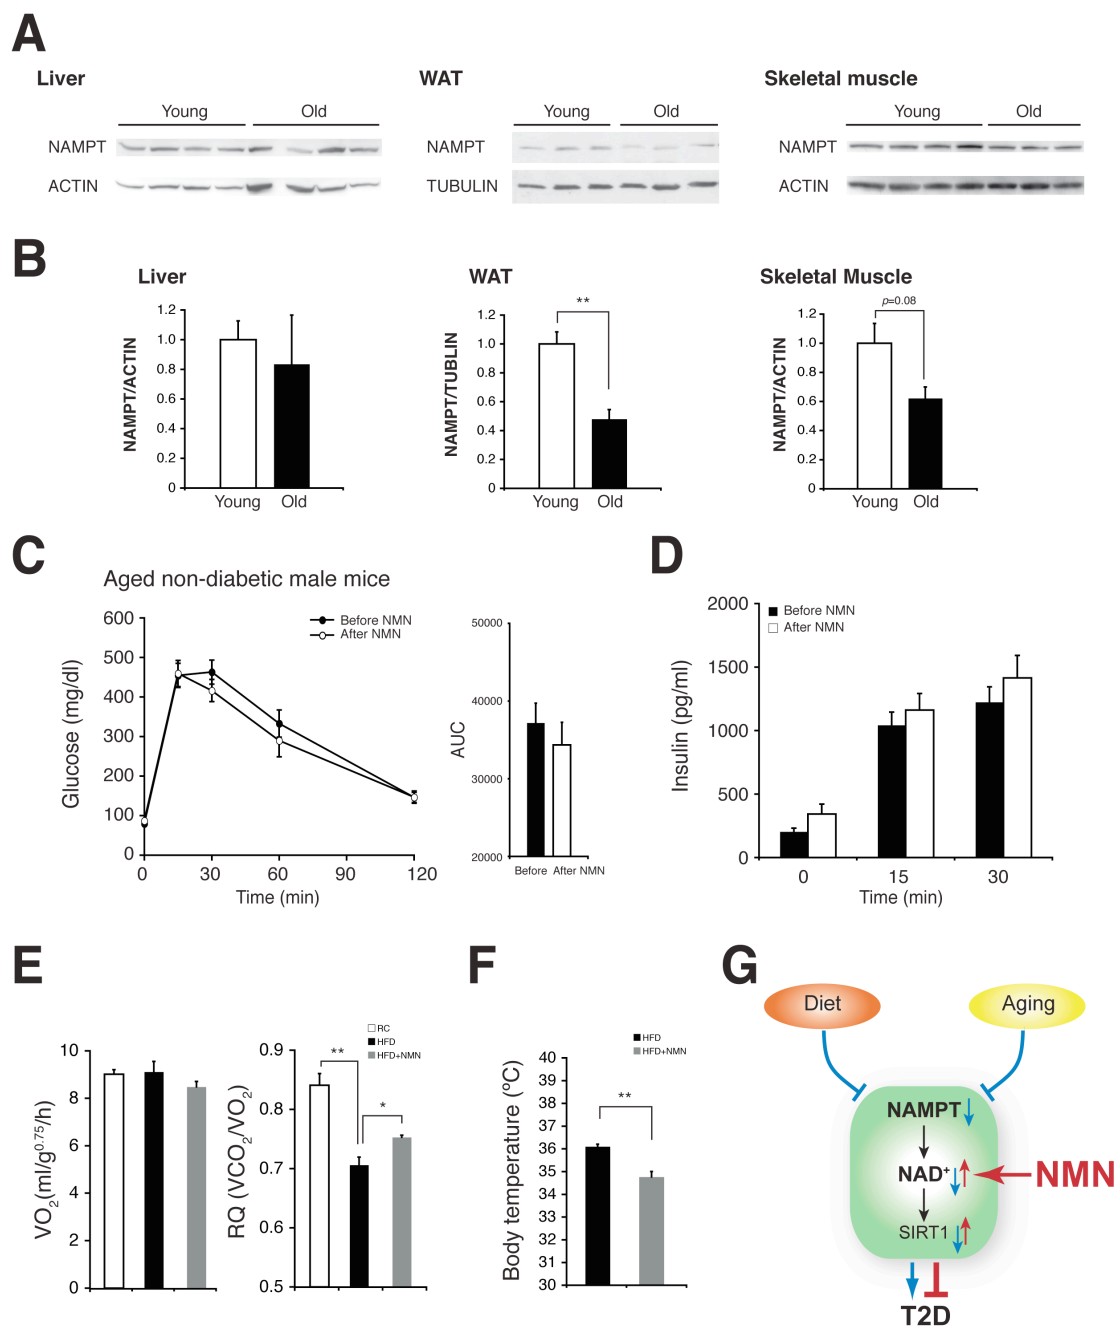 A
Liver
WAT
Skeletal muscle
Young Old
Young Old
Young Old
NAMPT
NAMPT
NAMPT
ACTIN
TUBULIN
ACTIN
B
Liver
WAT
Skeletal Muscle
NAMPT/ACTIN
1.2
1
0.8
0.6
0.4
0.2
0
Young Old
NAMPT/TUBLIN
**
1.2
1.0
0.8
0.6
0.4
0.2
0
Young Old
NAMPT/ACTIN
p=0.08
1.2
1.0
0.8
0.6
0.4
0.2
0
Young Old
C
Aged non-diabetic male mice
Before NMN
After NMN
Glucose (mg/dl)
600
500
400
300
200
100
0
0 30 60 90 120
Time (min)
AUC
50000
40000
30000
20000
Before After NMN
D
Before NMN
After NMN
Insulin (pg/ml)
2000
1500
1000
500
0
0 15 30
Time (min)
E
VO2(ml/g0.75/h)
10
8
6
4
2
0
RC
HFD
HFD+NMN
RQ (VCO2/VO2)
**
*
0.9
0.8
0.7
0.6
0.5
F
HFD
HFD+NMN
Body temperature (ºC)
**
40
39
38
37
36
35
34
33
32
31
30
G
Diet
Aging
NAMPT
NAD+
NMN
SIRT1
T2D